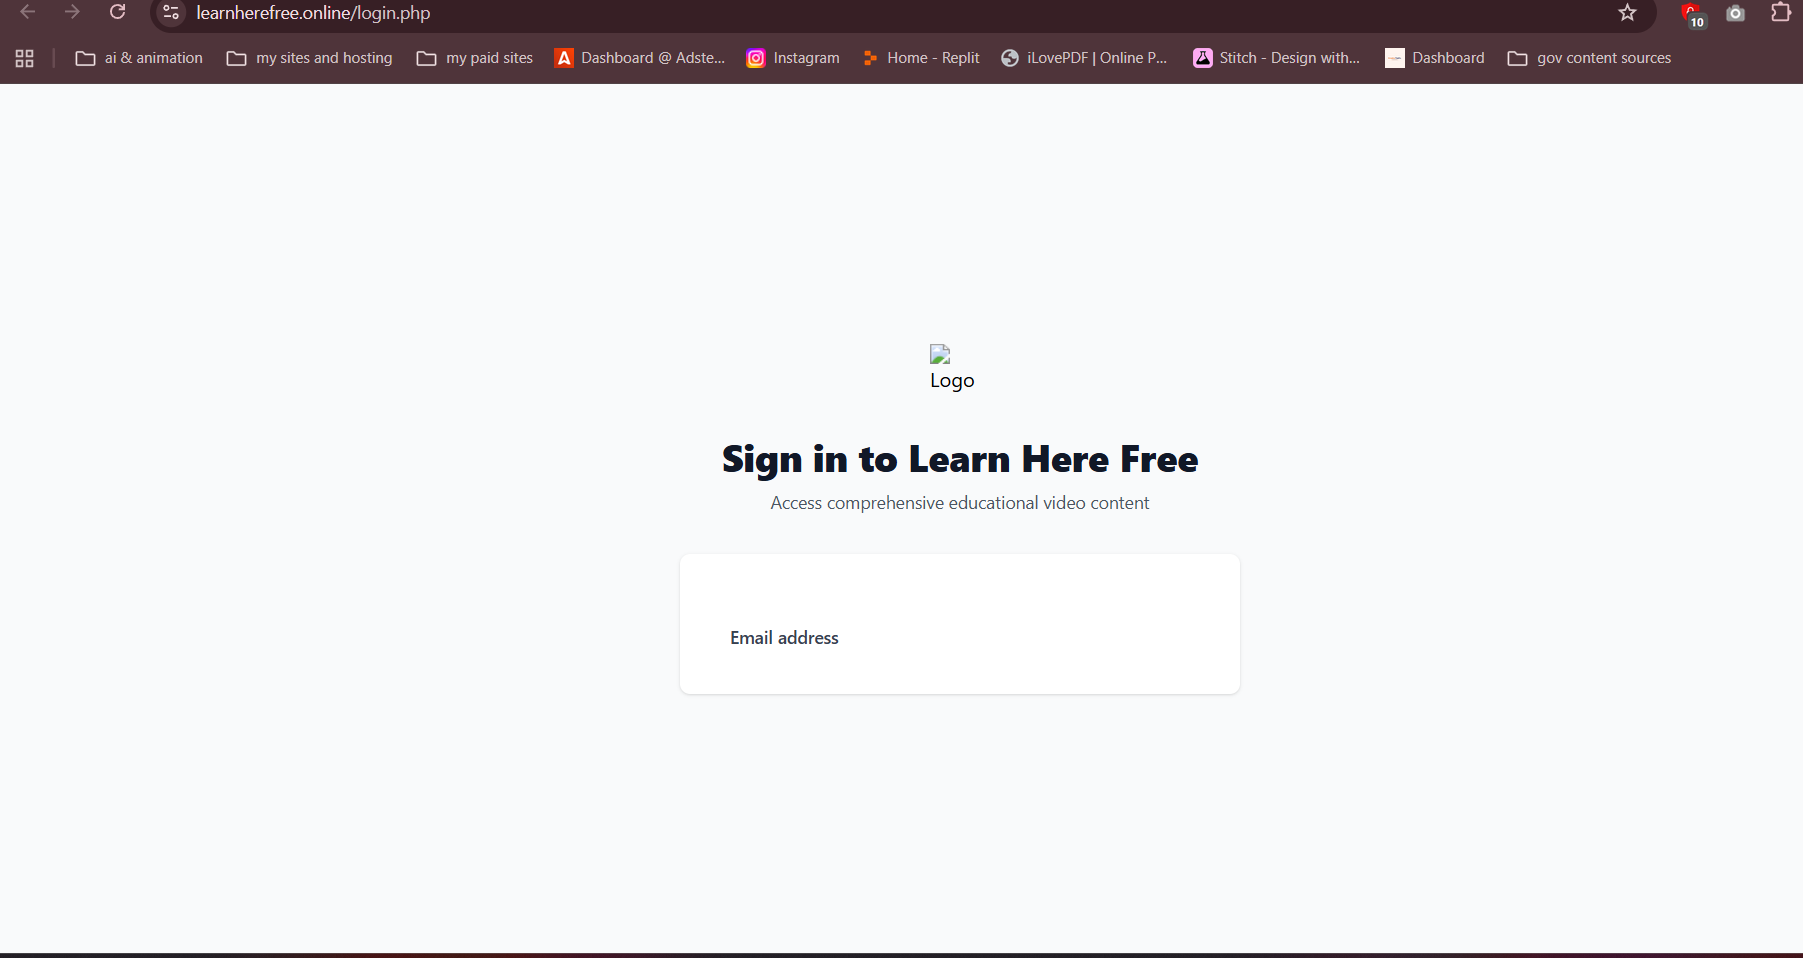 learnherefree.online/login.php
10
ai & animation
my sites and hosting
my paid sites
Dashboard @ Adste...
Instagram
Home - Replit
iLovePDF | Online P...
Stitch - Design with...
Dashboard
gov content sources
Logo
Sign in to Learn Here Free
Access comprehensive educational video content
Email address